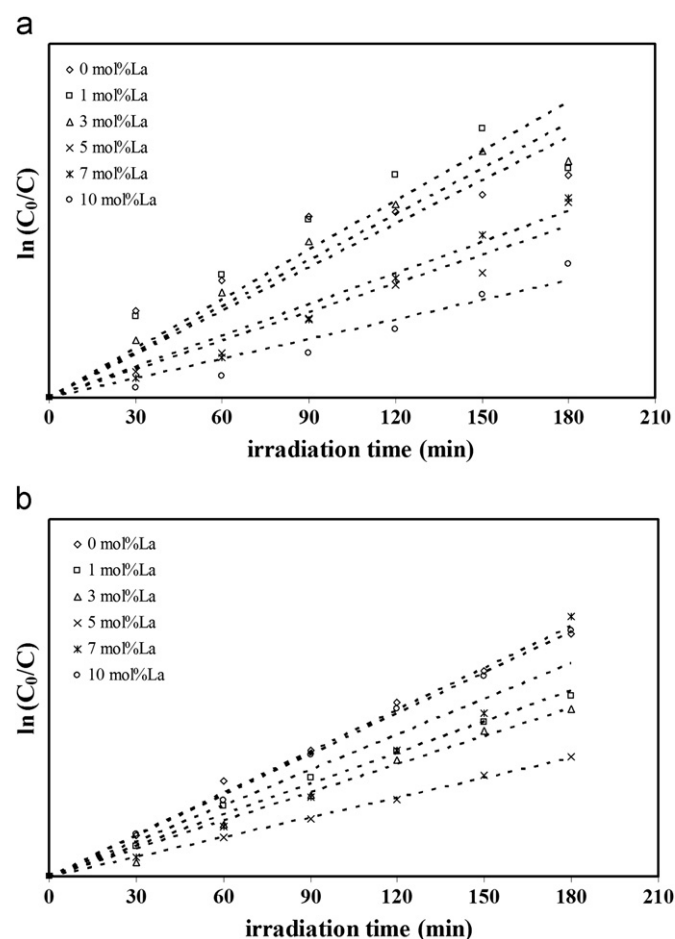 a
0 mol%La
1 mol%La
3 mol%La
5 mol%La
7 mol%La
10 mol%La
ln (C₀/C)
0 30 60 90 120 150 180 210
irradiation time (min)
b
0 mol%La
1 mol%La
3 mol%La
5 mol%La
7 mol%La
10 mol%La
ln (C₀/C)
0 30 60 90 120 150 180 210
irradiation time (min)